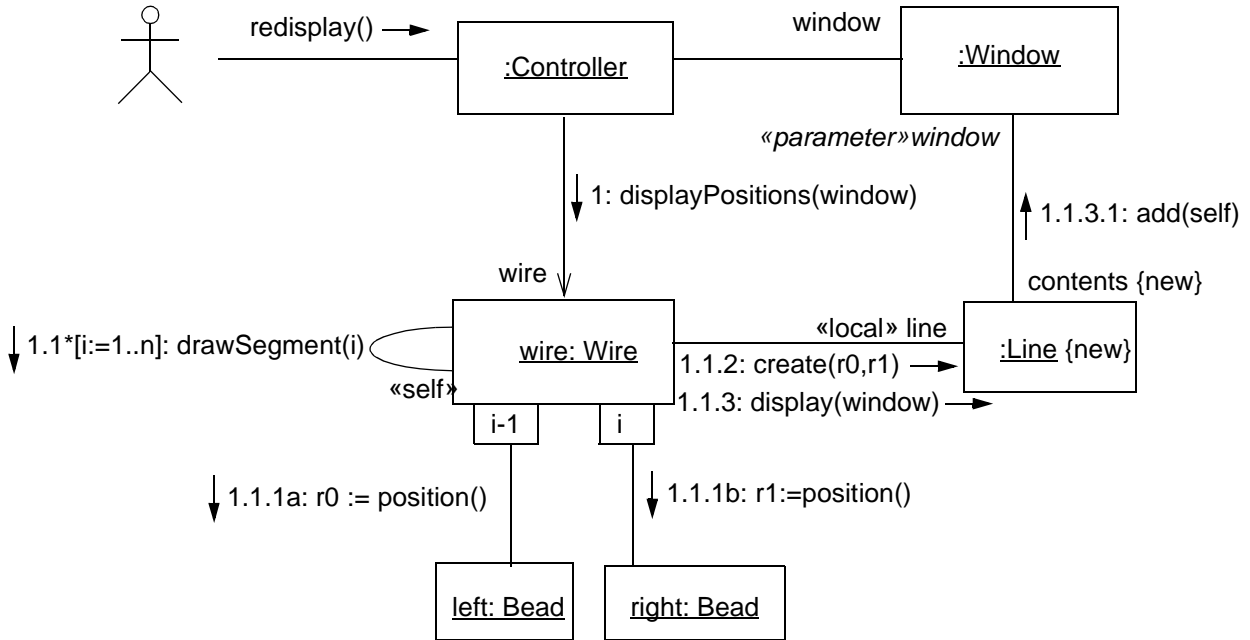 redisplay()
window
:Controller
:Window
«parameter»window
1: displayPositions(window)
1.1.3.1: add(self)
wire
contents {new}
1.1*[i:=1..n]: drawSegment(i)
«local» line
wire: Wire
:Line {new}
1.1.2: create(r0,r1)
«self»
1.1.3: display(window)
i-1
i
1.1.1a: r0 := position()
1.1.1b: r1:=position()
left: Bead
right: Bead